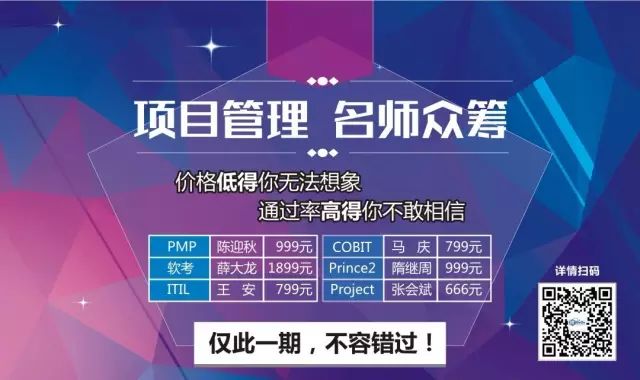 项目管理 名师众筹
价格低得你无法想象
通过率高得你不敢相信
PMP 陈迎秋 999元 COBIT 马 庆 799元
软考 薛大龙 1899元 Prince2 隋继周 999元
ITIL 王 安 799元 Project 张会斌 666元
详情扫码
仅此一期，不容错过！